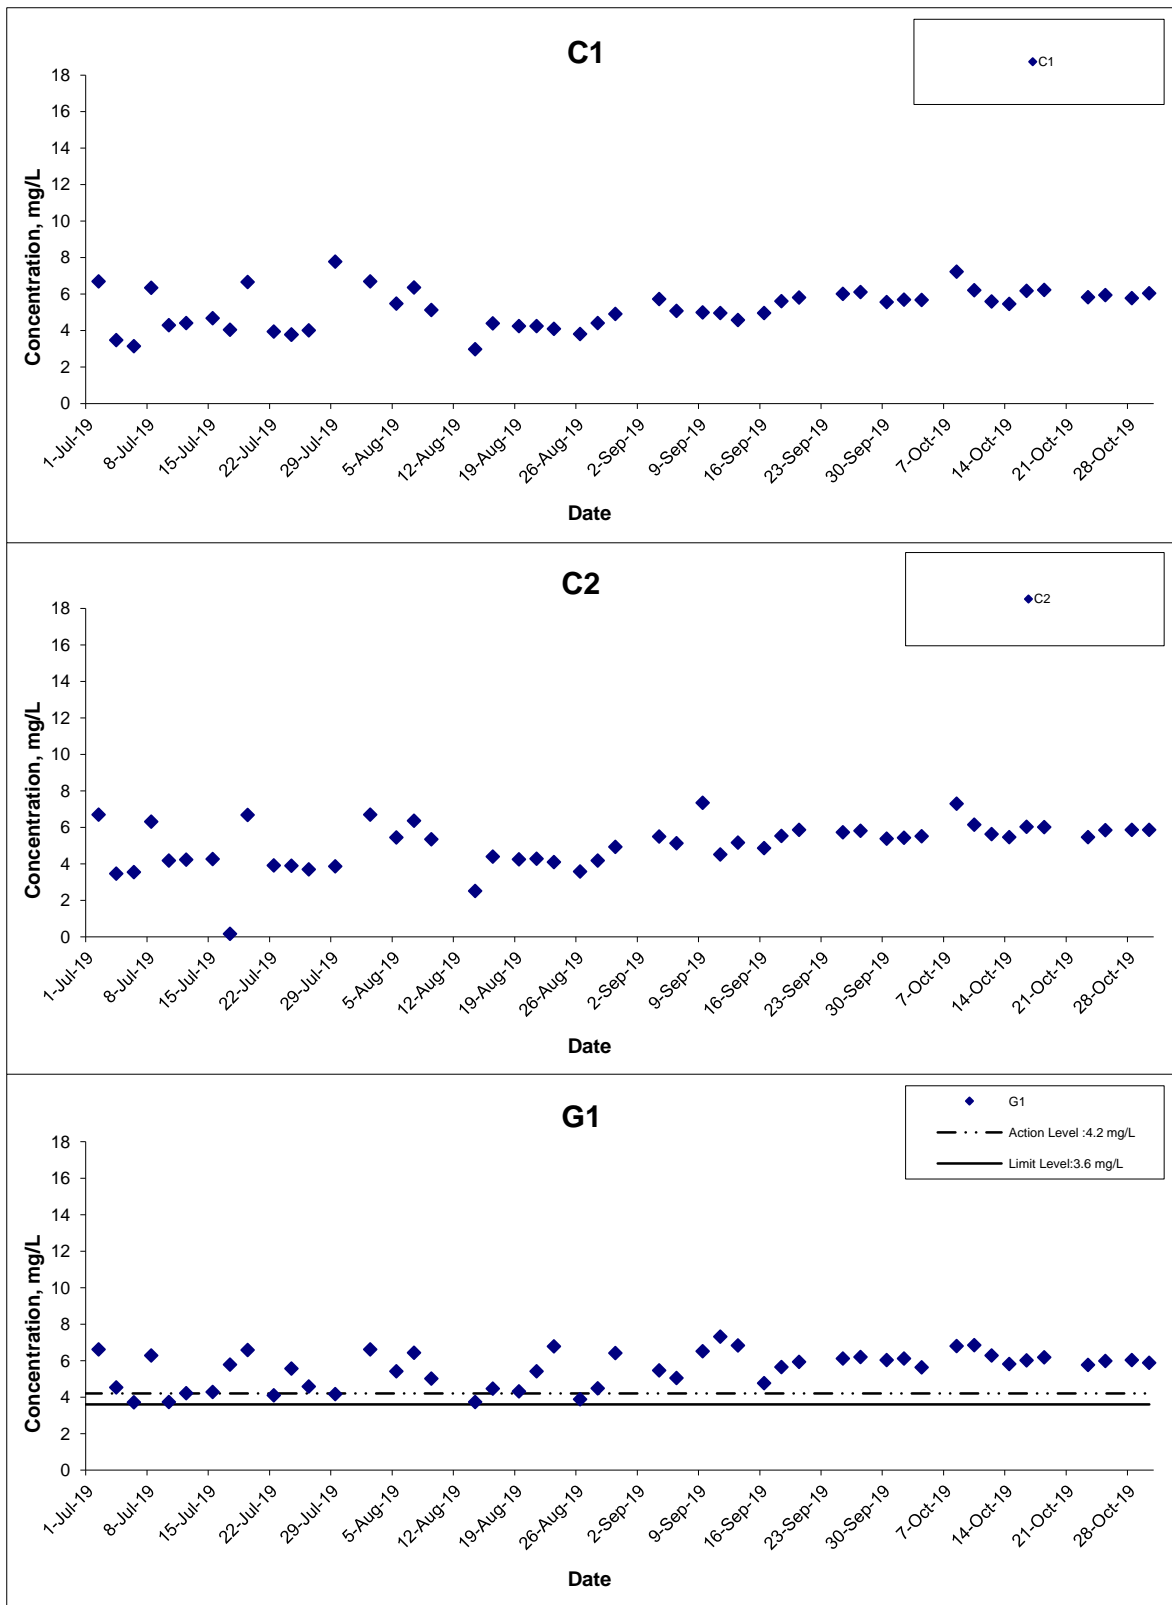 C1
C1
18
16
14
12
10
8
6
4
2
0
Concentration, mg/L
1-Jul-19 8-Jul-19 15-Jul-19 22-Jul-19 29-Jul-19 5-Aug-19 12-Aug-19 19-Aug-19 26-Aug-19 2-Sep-19 9-Sep-19 16-Sep-19 23-Sep-19 30-Sep-19 7-Oct-19 14-Oct-19 21-Oct-19 28-Oct-19
Date
C2
C2
18
16
14
12
10
8
6
4
2
0
Concentration, mg/L
1-Jul-19 8-Jul-19 15-Jul-19 22-Jul-19 29-Jul-19 5-Aug-19 12-Aug-19 19-Aug-19 26-Aug-19 2-Sep-19 9-Sep-19 16-Sep-19 23-Sep-19 30-Sep-19 7-Oct-19 14-Oct-19 21-Oct-19 28-Oct-19
Date
G1
G1
Action Level :4.2 mg/L
Limit Level:3.6 mg/L
18
16
14
12
10
8
6
4
2
0
Concentration, mg/L
1-Jul-19 8-Jul-19 15-Jul-19 22-Jul-19 29-Jul-19 5-Aug-19 12-Aug-19 19-Aug-19 26-Aug-19 2-Sep-19 9-Sep-19 16-Sep-19 23-Sep-19 30-Sep-19 7-Oct-19 14-Oct-19 21-Oct-19 28-Oct-19
Date